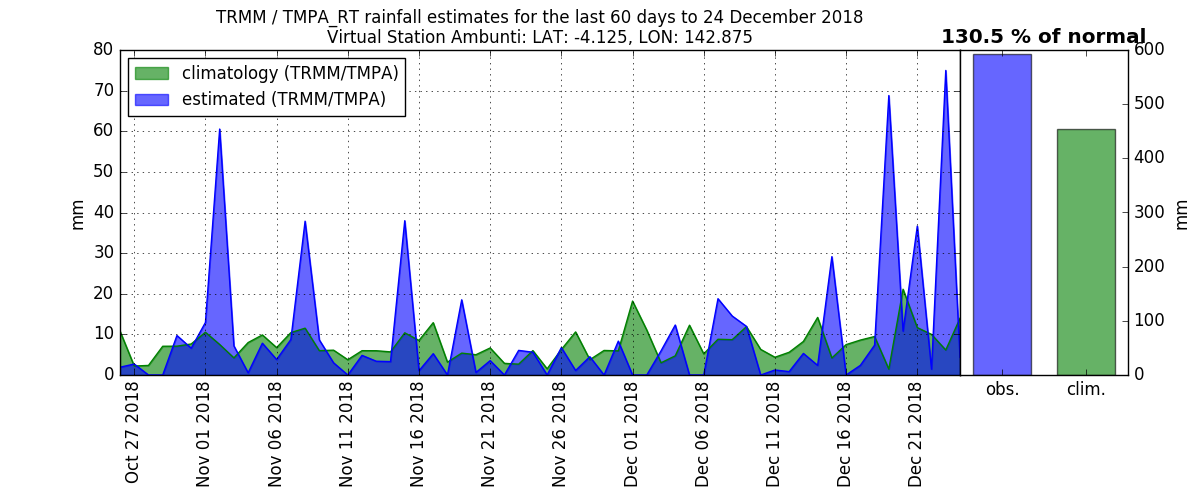 TRMM / TMPA_RT rainfall estimates for the last 60 days to 24 December 2018
Virtual Station Ambunti: LAT: -4.125, LON: 142.875
130.5 % of normal
climatology (TRMM/TMPA)
estimated (TRMM/TMPA)
80
70
60
50
40
30
20
10
0
mm
Oct 27 2018
Nov 01 2018
Nov 06 2018
Nov 11 2018
Nov 16 2018
Nov 21 2018
Nov 26 2018
Dec 01 2018
Dec 06 2018
Dec 11 2018
Dec 16 2018
Dec 21 2018
obs.
clim.
600
500
400
300
200
100
0
mm